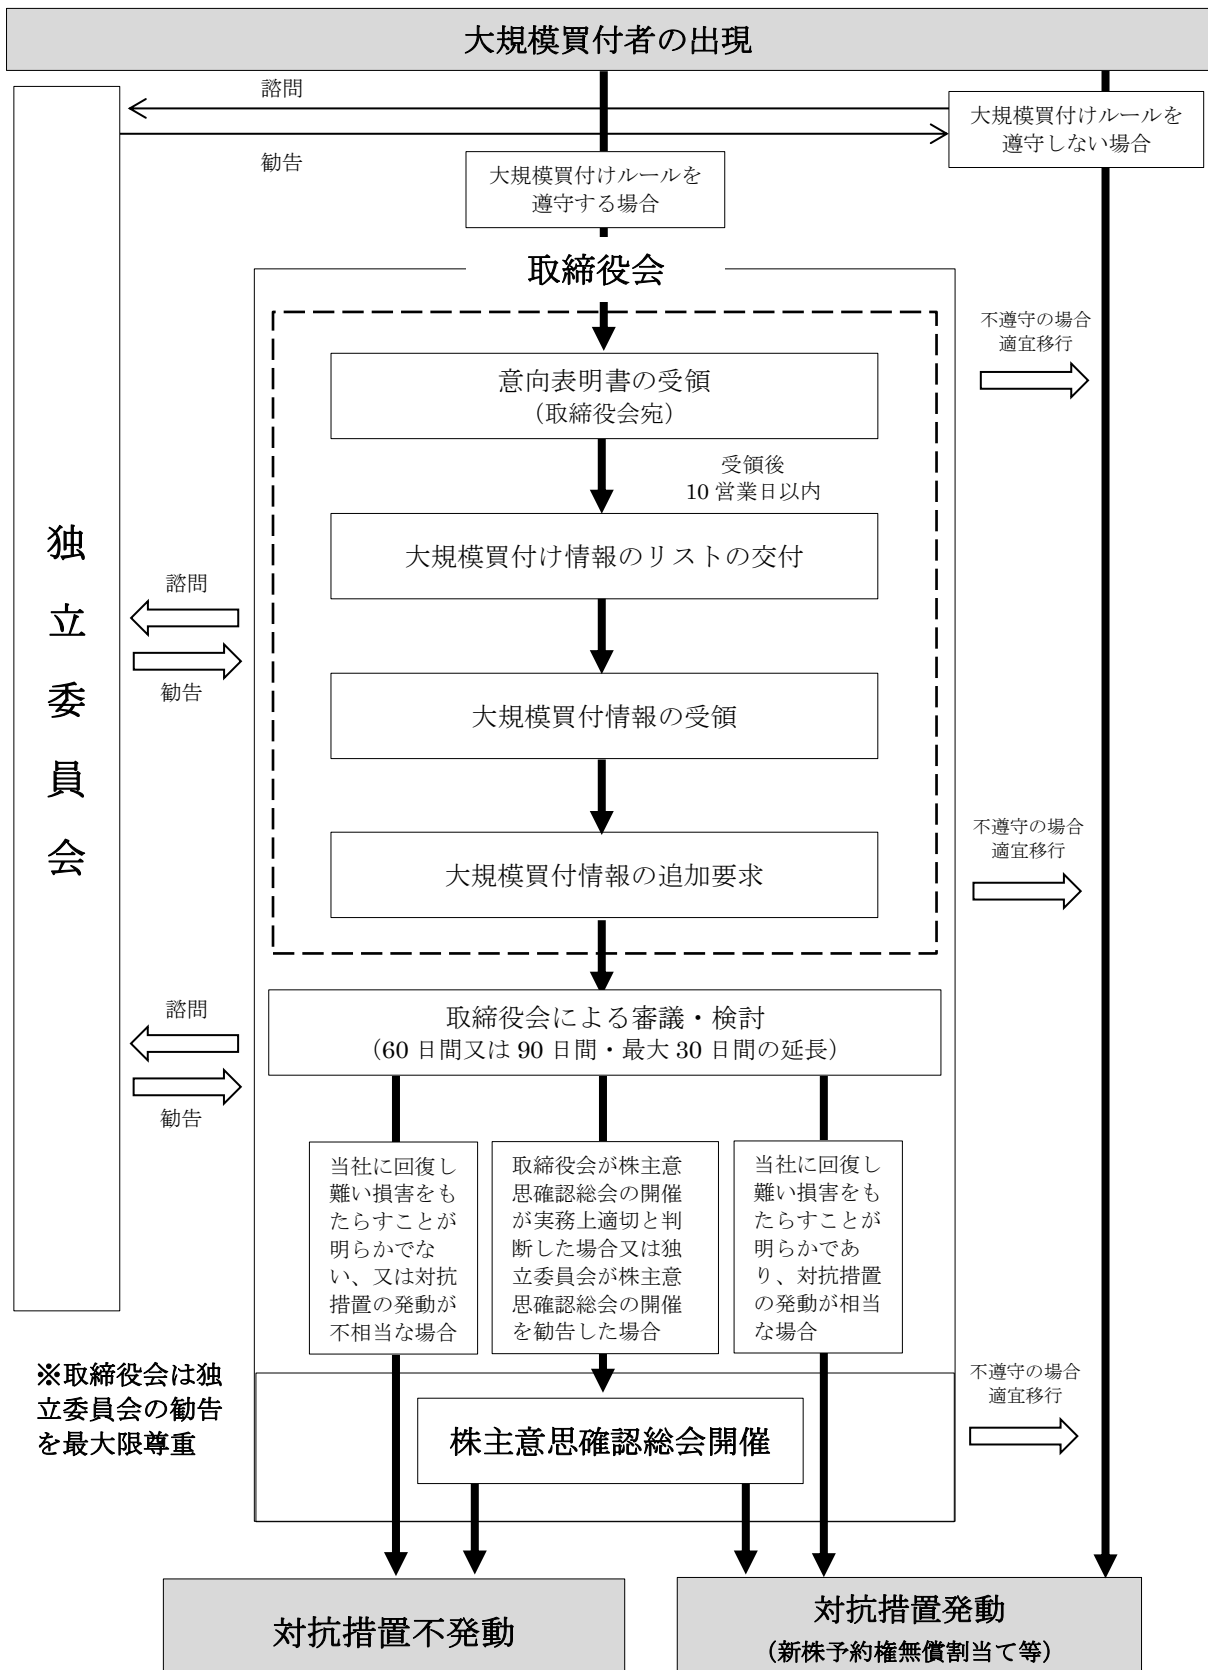 大規模買付者の出現
諮問
大規模買付けルールを
遵守しない場合
勧告
大規模買付けルールを
遵守する場合
取締役会
不遵守の場合
適宜移行
意向表明書の受領
（取締役会宛）
受領後
10 営業日以内
大規模買付け情報のリストの交付
独
立
委
員
会
諮問
勧告
大規模買付情報の受領
不遵守の場合
適宜移行
大規模買付情報の追加要求
諮問
勧告
取締役会による審議・検討
（60 日間又は 90 日間・最大 30 日間の延長）
当社に回復し
難い損害をも
たらすことが
明らかでな
い、又は対抗
措置の発動が
不相当な場合
取締役会が株主意
思確認総会の開催
が実務上適切と判
断した場合又は独
立委員会が株主意
思確認総会の開催
を勧告した場合
当社に回復し
難い損害をも
たらすことが
明らかであ
り、対抗措置
の発動が相当
な場合
※取締役会は独
立委員会の勧告
を最大限尊重
不遵守の場合
適宜移行
株主意思確認総会開催
対抗措置不発動
対抗措置発動
（新株予約権無償割当て等）